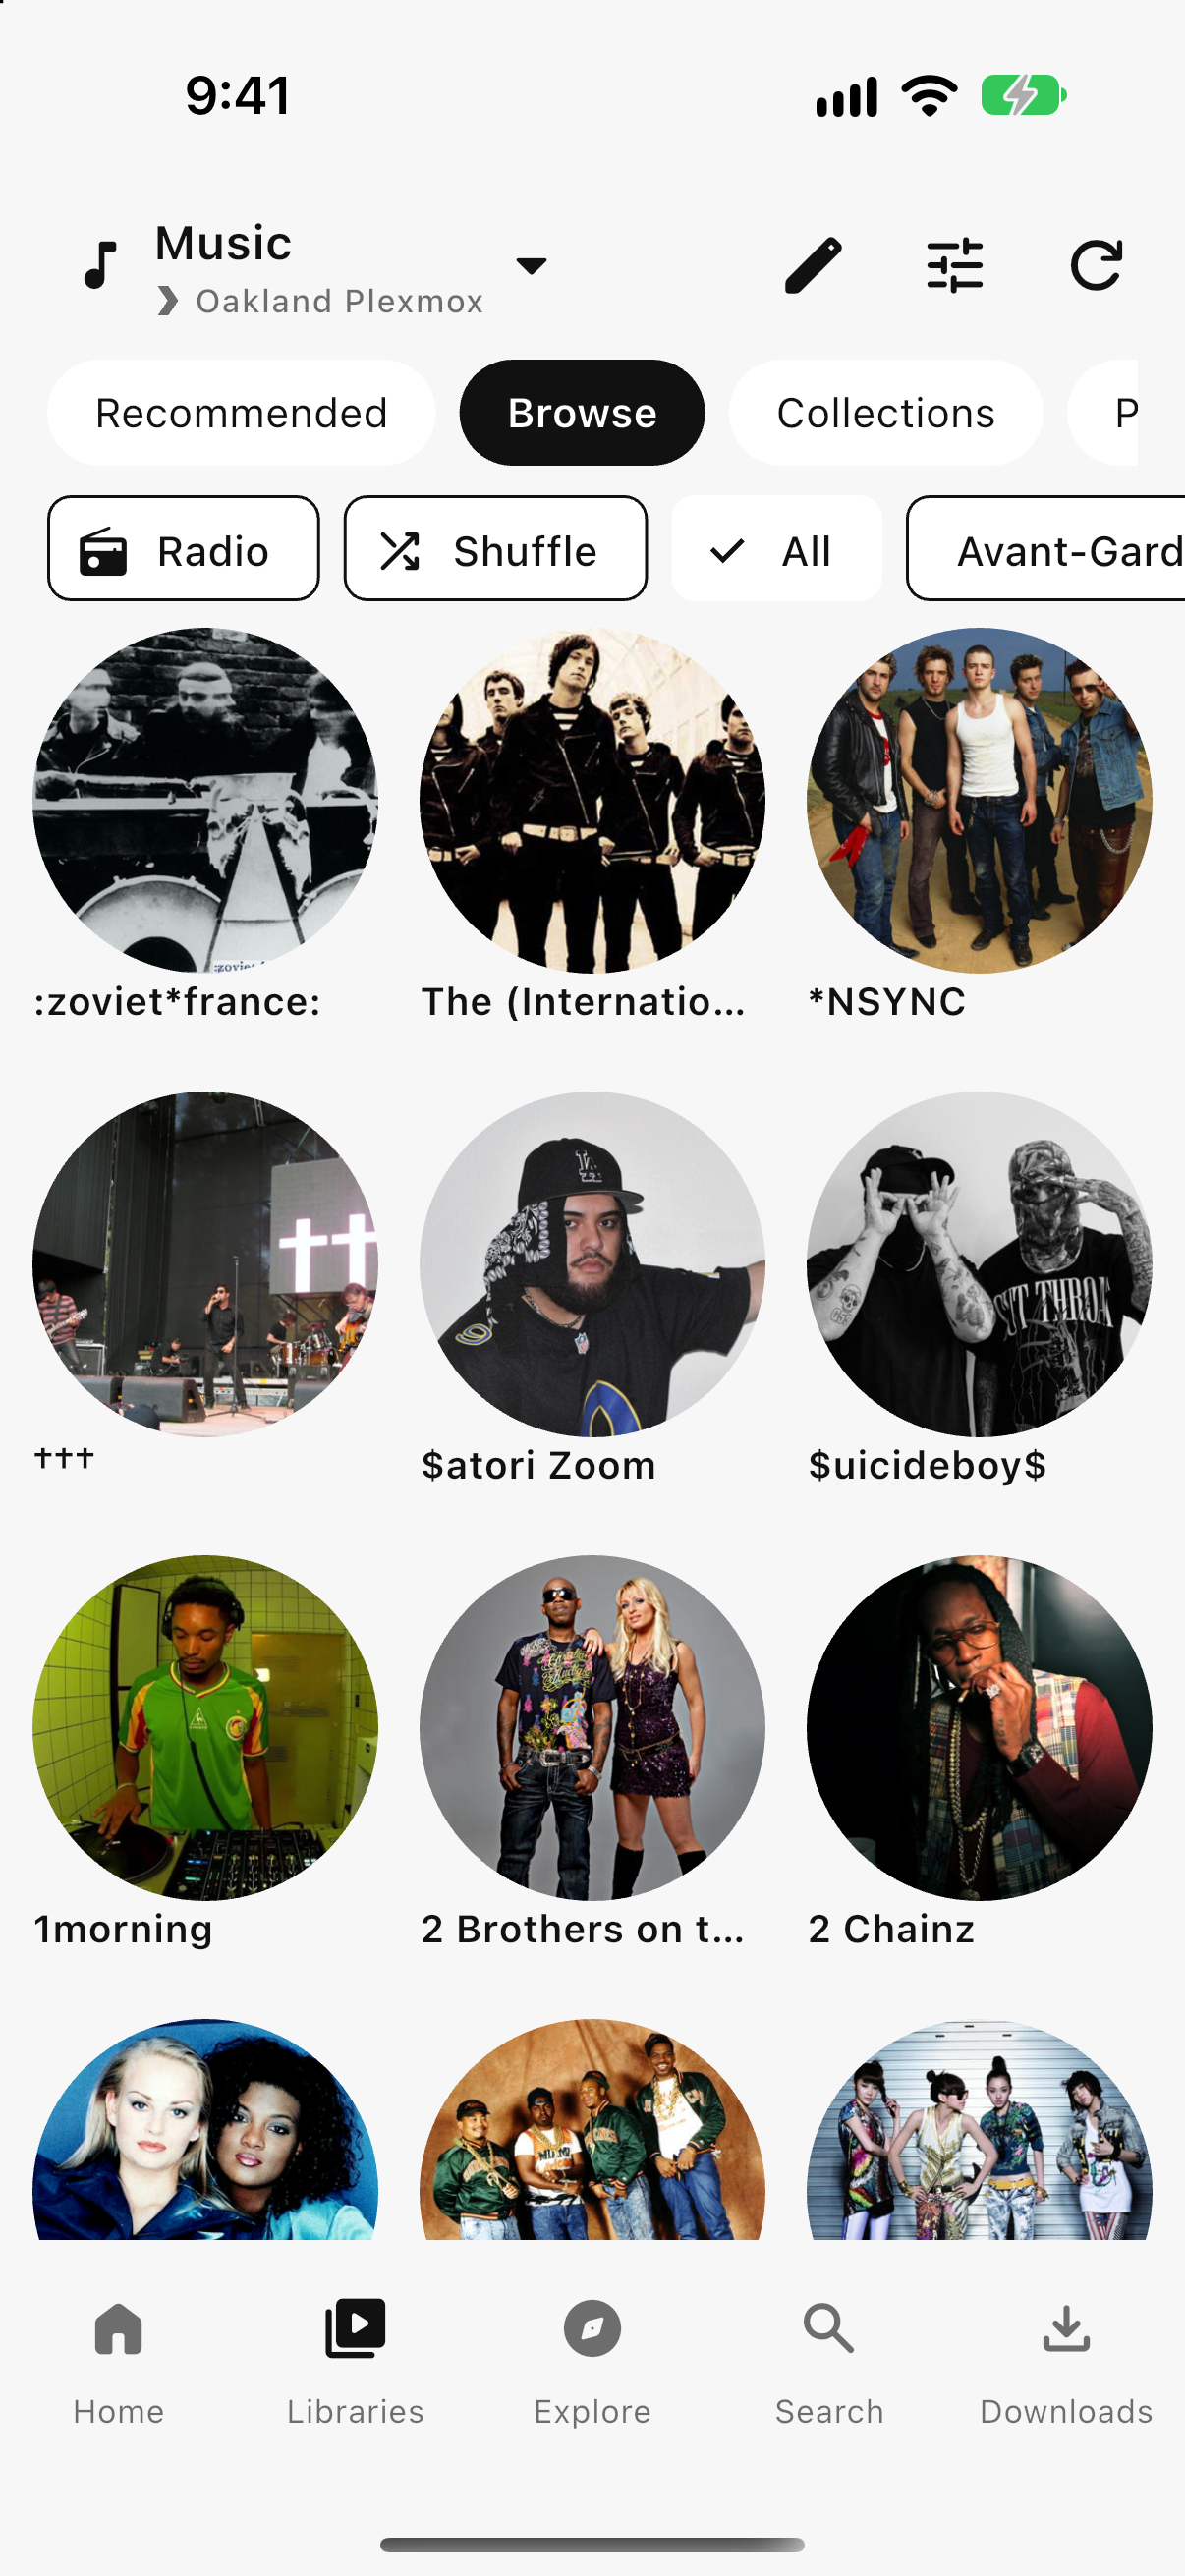 9:41
Music
Oakland Plexmox
Recommended
Browse
Collections
P
Radio
Shuffle
All
Avant-Gard
:zoviet*france:
The (Internatio...
*NSYNC
†††
$atori Zoom
$uicideboy$
1morning
2 Brothers on t...
2 Chainz
Home
Libraries
Explore
Search
Downloads